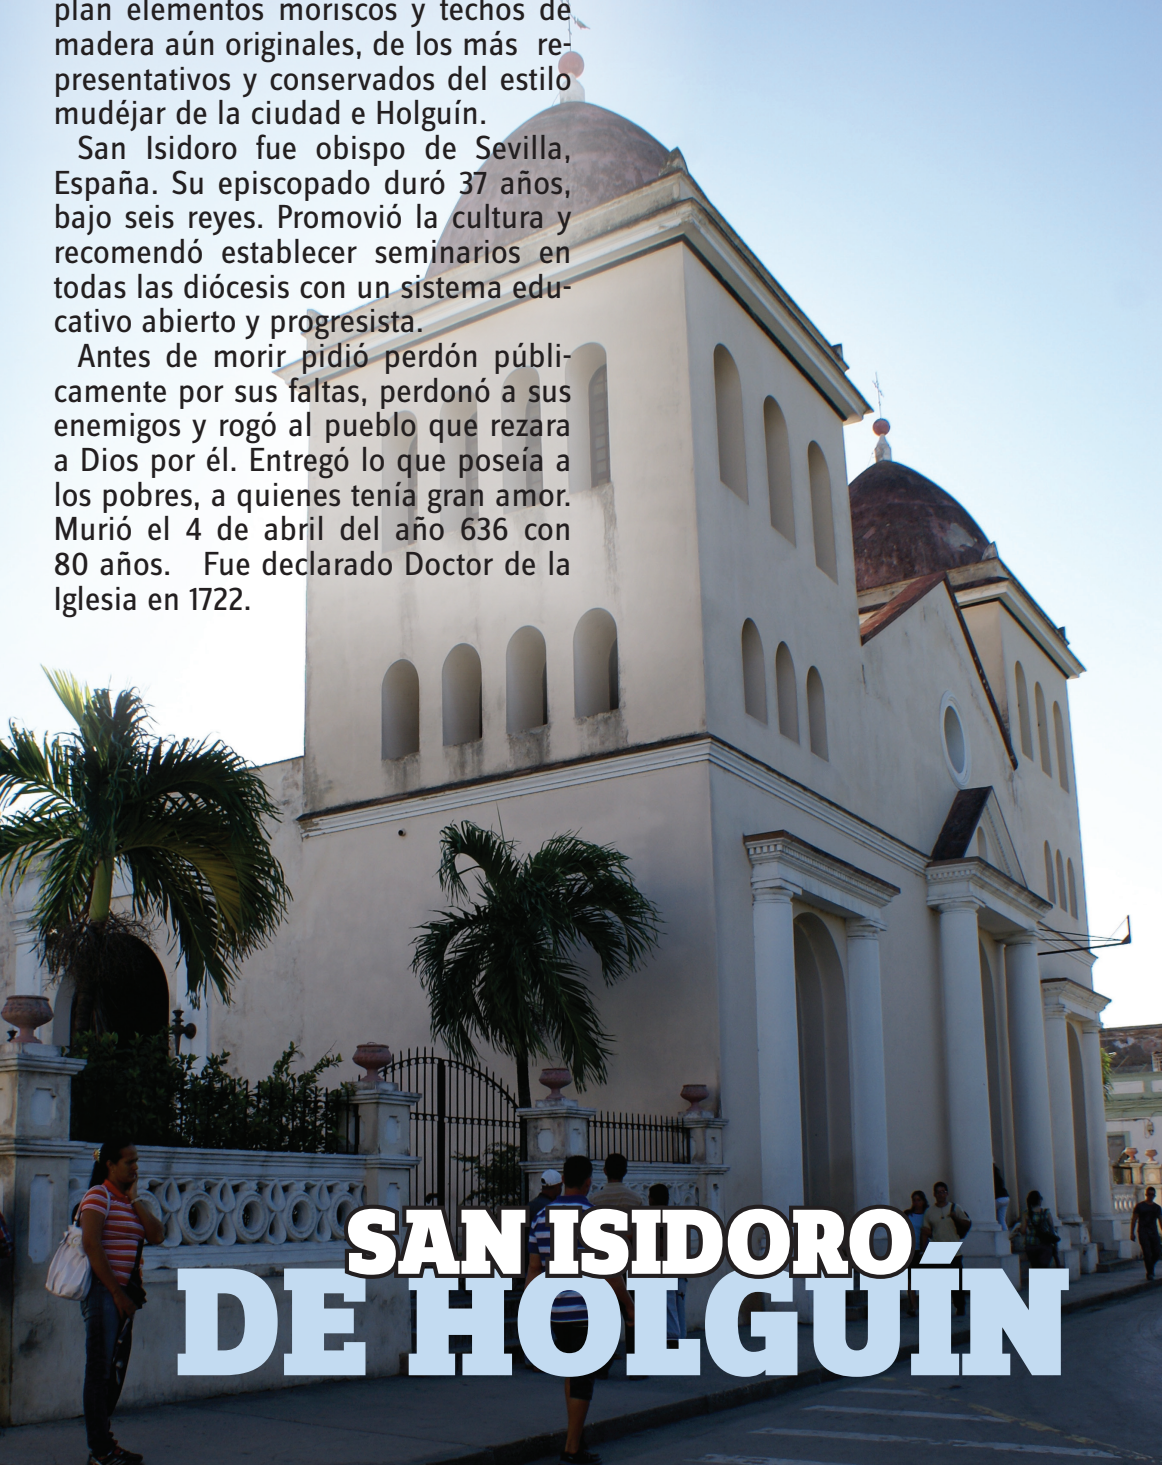 plan elementos moriscos y techos de
madera aún originales, de los más re-
presentativos y conservados del estilo
mudéjar de la ciudad e Holguín.
San Isidoro fue obispo de Sevilla,
España. Su episcopado duró 37 años,
bajo seis reyes. Promovió la cultura y
recomendó establecer seminarios en
todas las diócesis con un sistema edu-
cativo abierto y progresista.
Antes de morir pidió perdón públi-
camente por sus faltas, perdonó a sus
enemigos y rogó al pueblo que rezara
a Dios por él. Entregó lo que poseía a
los pobres, a quienes tenía gran amor.
Murió el 4 de abril del año 636 con
80 años. Fue declarado Doctor de la
Iglesia en 1722.
SAN ISIDORO
DE HOLGUÍN